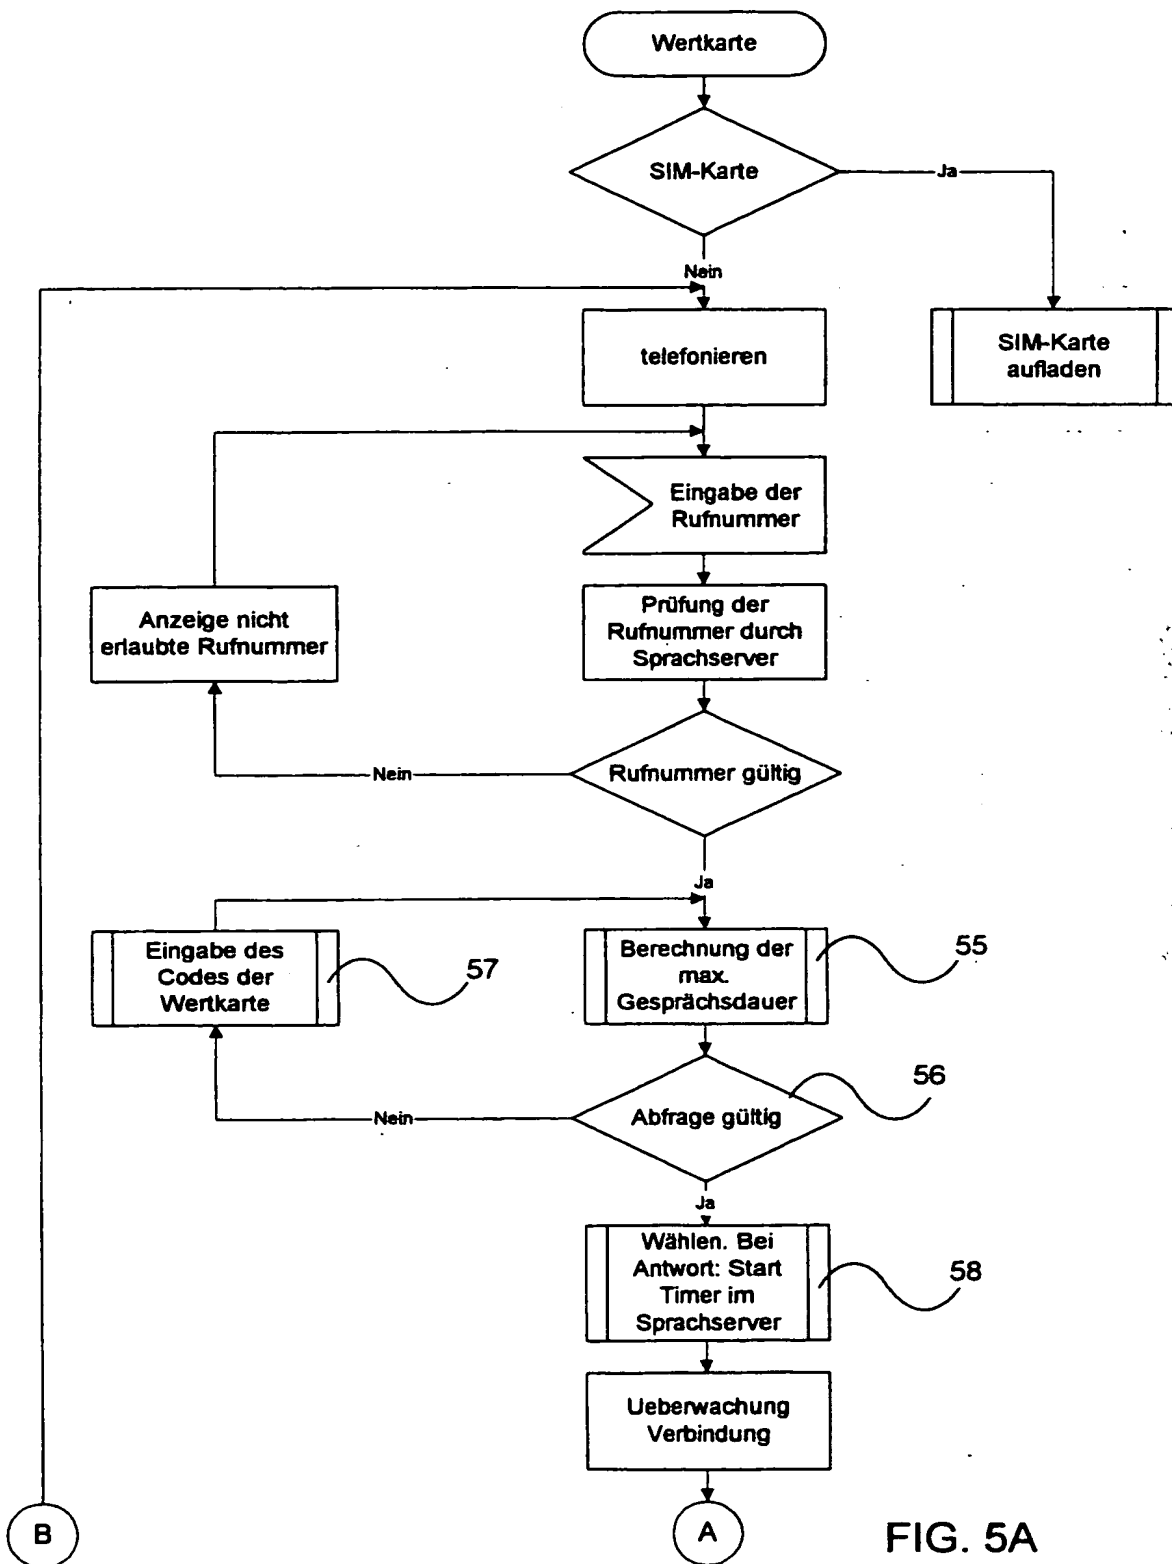 Wertkarte
SIM-Karte
Ja
Nein
telefonieren
SIM-Karte
aufladen
Eingabe der
Rufnummer
Anzeige nicht
erlaubte Rufnummer
Prüfung der
Rufnummer durch
Sprachserver
Nein
Rufnummer gültig
Ja
Eingabe des
Codes der
Wertkarte
57
Berechnung der
max.
Gesprächsdauer
55
56
Nein
Abfrage gültig
Ja
Wählen. Bei
Antwort: Start
Timer im
Sprachserver
58
Ueberwachung
Verbindung
B
A
FIG. 5A